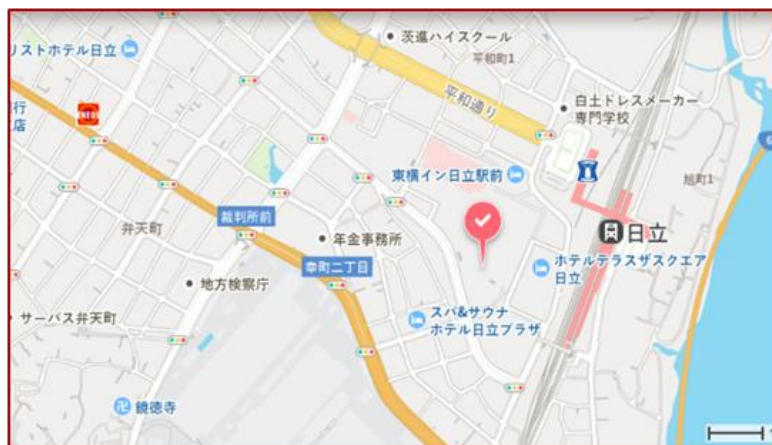 茨進ハイスクール
平和町1
リストホテル日立
平和通り
白土ドレスメーカー
専門学校
ENEOS
行
店
東横イン日立駅前
旭町1
裁判所前
弁天町
年金事務所
日立
幸町二丁目
ホテルテラスザスクエア
日立
地方検察庁
スパ&サウナ
ホテル日立プラザ
サーパス弁天町
鏡徳寺